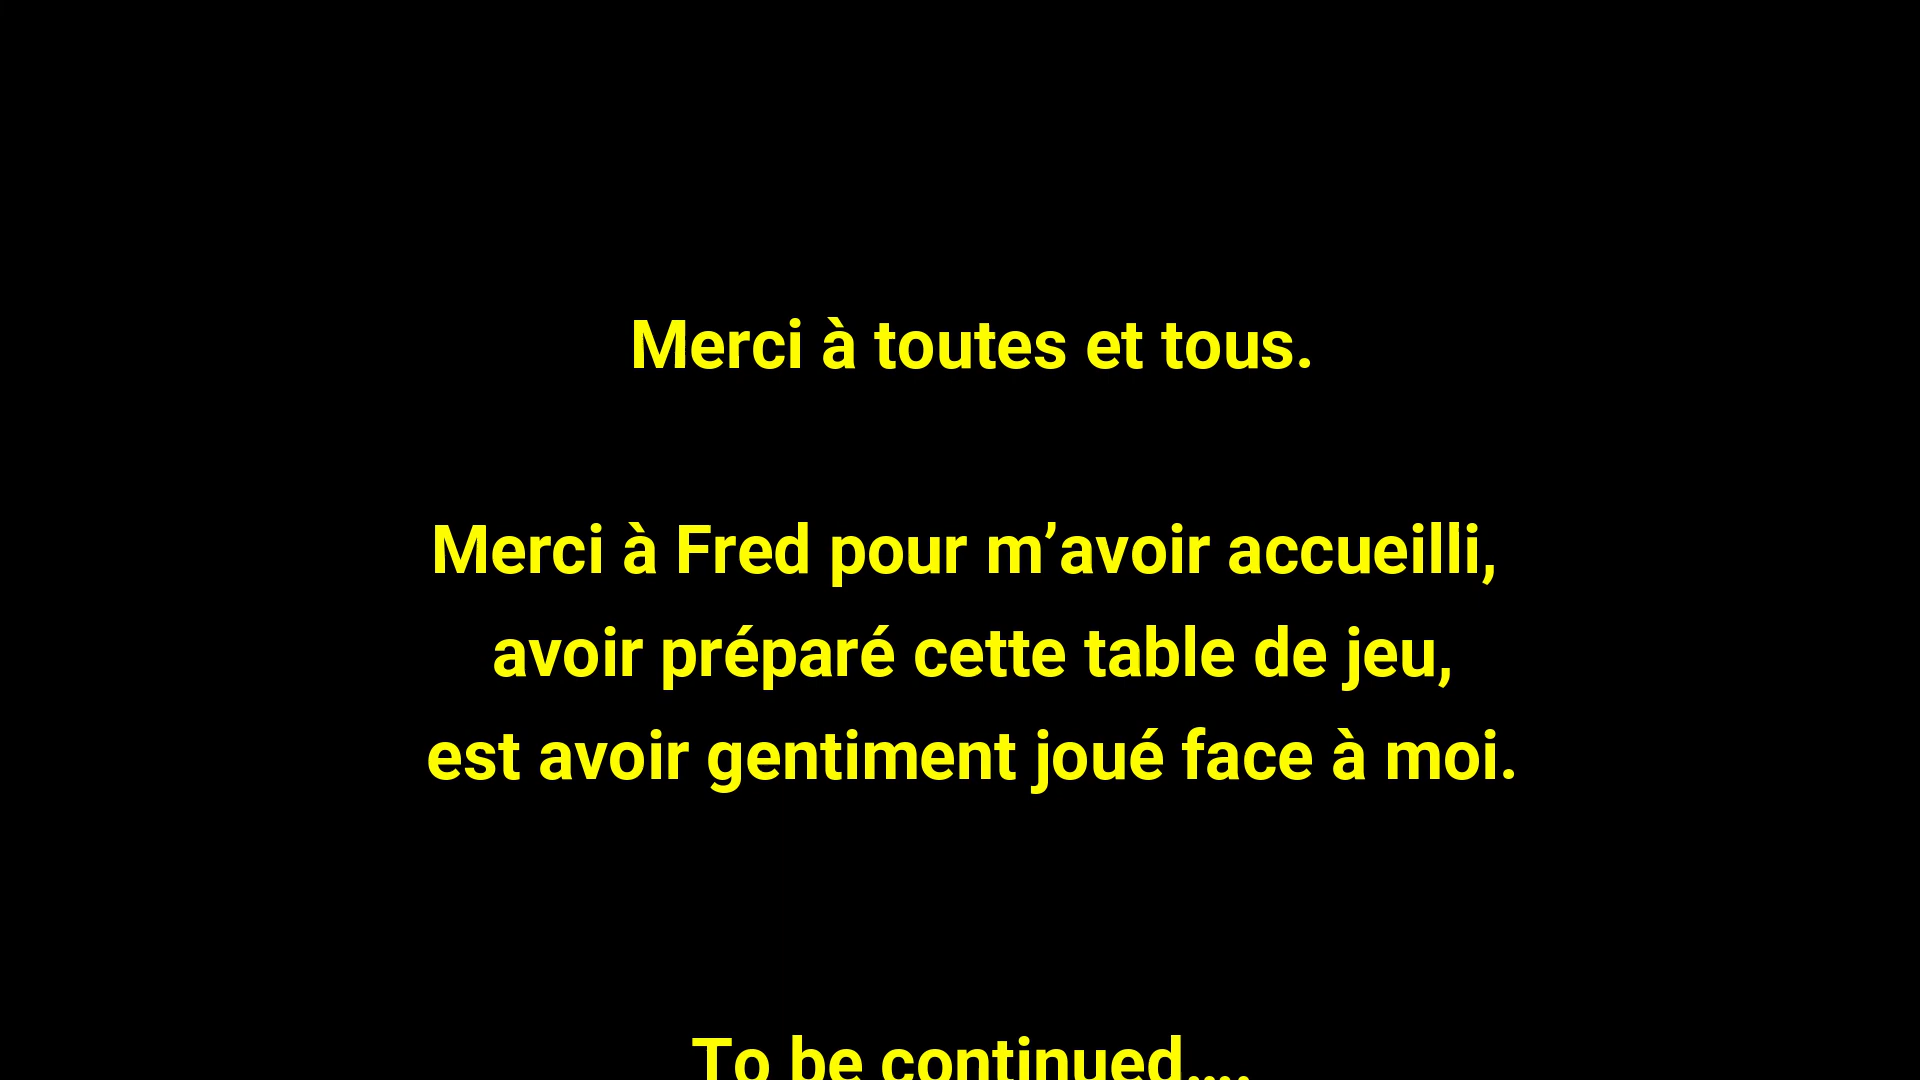 Merci à toutes et tous.
Merci à Fred pour m’avoir accueilli,
avoir préparé cette table de jeu,
est avoir gentiment joué face à moi.
To be continued....